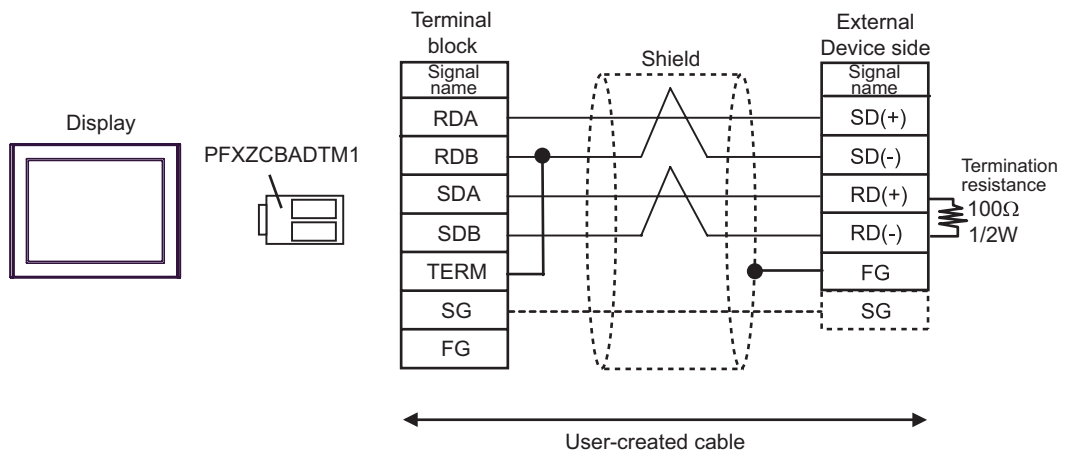 Display
PFXZCBADTM1
Terminal
block
Signal
name
RDA
RDB
SDA
SDB
TERM
SG
FG
Shield
External
Device side
Signal
name
SD(+)
SD(-)
RD(+)
RD(-)
FG
SG
Termination
resistance
100Ω
1/2W
User-created cable